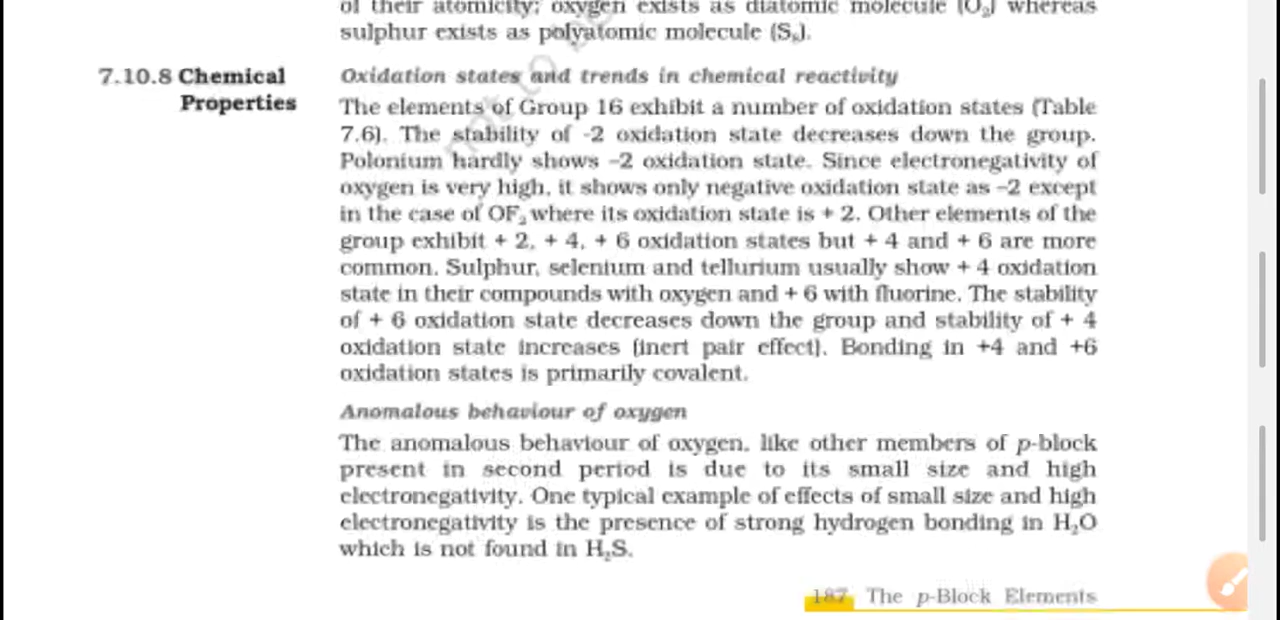 of their atomicity; oxygen exists as diatomic molecule (O₂) whereas
sulphur exists as polyatomic molecule (S₈).
7.10.8 Chemical
Properties
Oxidation states and trends in chemical reactivity
The elements of Group 16 exhibit a number of oxidation states (Table
7.6). The stability of -2 oxidation state decreases down the group.
Polonium hardly shows –2 oxidation state. Since electronegativity of
oxygen is very high, it shows only negative oxidation state as –2 except
in the case of OF₂ where its oxidation state is + 2. Other elements of the
group exhibit + 2, + 4, + 6 oxidation states but + 4 and + 6 are more
common. Sulphur, selenium and tellurium usually show + 4 oxidation
state in their compounds with oxygen and + 6 with fluorine. The stability
of + 6 oxidation state decreases down the group and stability of + 4
oxidation state increases (inert pair effect). Bonding in +4 and +6
oxidation states is primarily covalent.
Anomalous behaviour of oxygen
The anomalous behaviour of oxygen, like other members of p-block
present in second period is due to its small size and high
electronegativity. One typical example of effects of small size and high
electronegativity is the presence of strong hydrogen bonding in H₂O
which is not found in H₂S.
187 The p-Block Elements
not to be